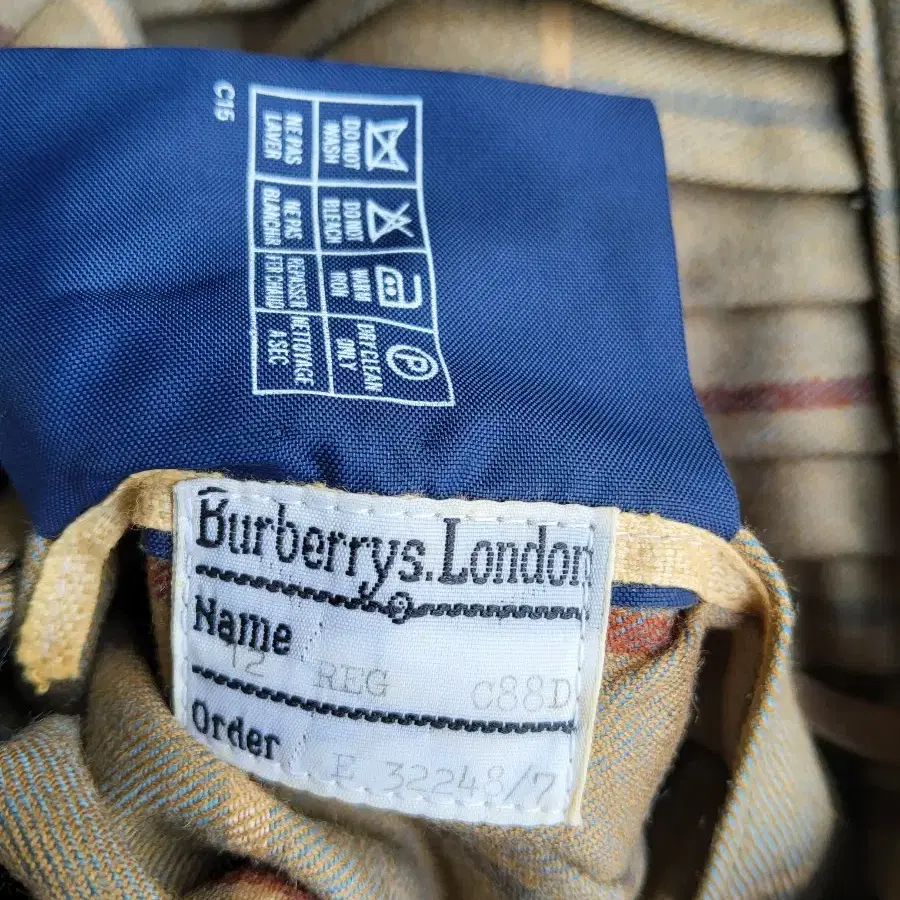 C15
DO NOT WASH
NE PAS LAVER
DO NOT BLEACH
NE PAS BLANCHIR
WARM IRON
REPASSER FER CHAUD
P
DRY CLEAN ONLY
NETTOYAGE A SEC
Burberrys. London
Name
12 REG C88D
Order
E 32248/7